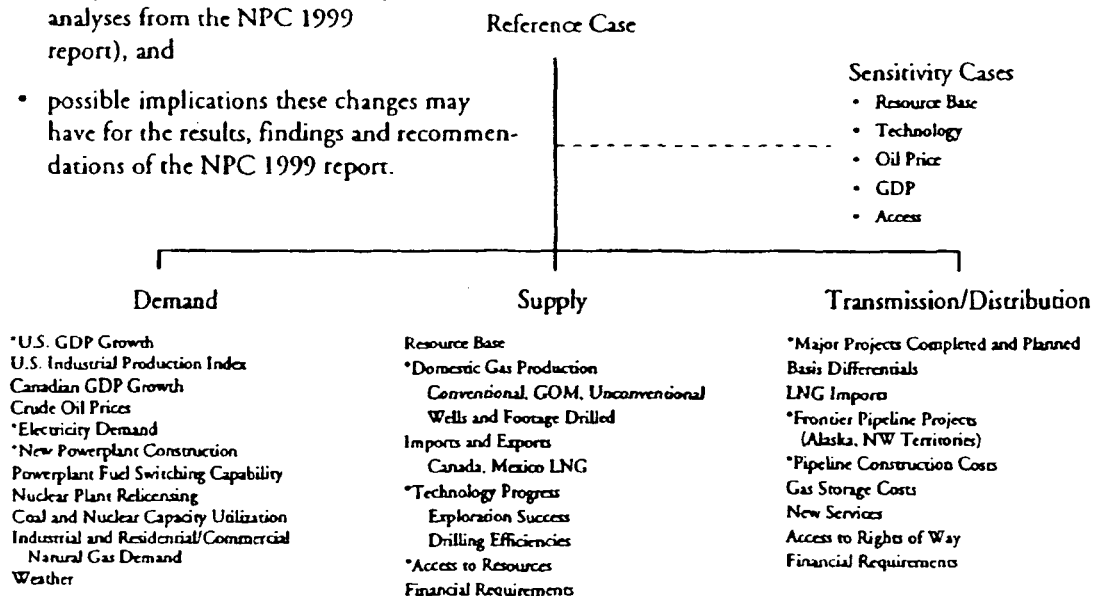 analyses from the NPC 1999
report), and
• possible implications these changes may
have for the results, findings and recommen-
dations of the NPC 1999 report.
Reference Case
Sensitivity Cases
• Resource Base
• Technology
• Oil Price
• GDP
• Access
Demand
*U.S. GDP Growth
U.S. Industrial Production Index
Canadian GDP Growth
Crude Oil Prices
*Electricity Demand
*New Powerplant Construction
Powerplant Fuel Switching Capability
Nuclear Plant Relicensing
Coal and Nuclear Capacity Utilization
Industrial and Residential/Commercial
Natural Gas Demand
Weather
Supply
Resource Base
*Domestic Gas Production
Conventional, GOM, Unconventional
Wells and Footage Drilled
Imports and Exports
Canada, Mexico LNG
*Technology Progress
Exploration Success
Drilling Efficiencies
*Access to Resources
Financial Requirements
Transmission/Distribution
*Major Projects Completed and Planned
Basis Differentials
LNG Imports
*Frontier Pipeline Projects
(Alaska, NW Territories)
*Pipeline Construction Costs
Gas Storage Costs
New Services
Access to Rights of Way
Financial Requirements